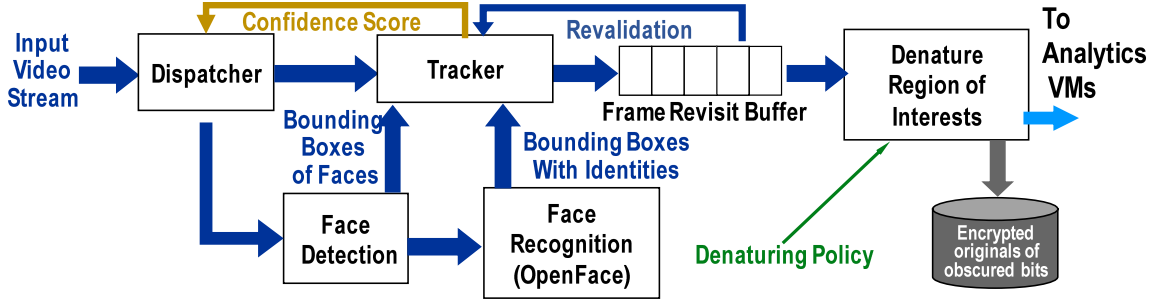 Confidence Score
Revalidation
To
Analytics
VMs
Input
Video
Stream
Dispatcher
Tracker
Frame Revisit Buffer
Denature
Region of
Interests
Bounding
Boxes
of Faces
Bounding Boxes
With Identities
Face
Detection
Face
Recognition
(OpenFace)
Denaturing Policy
Encrypted
originals of
obscured bits